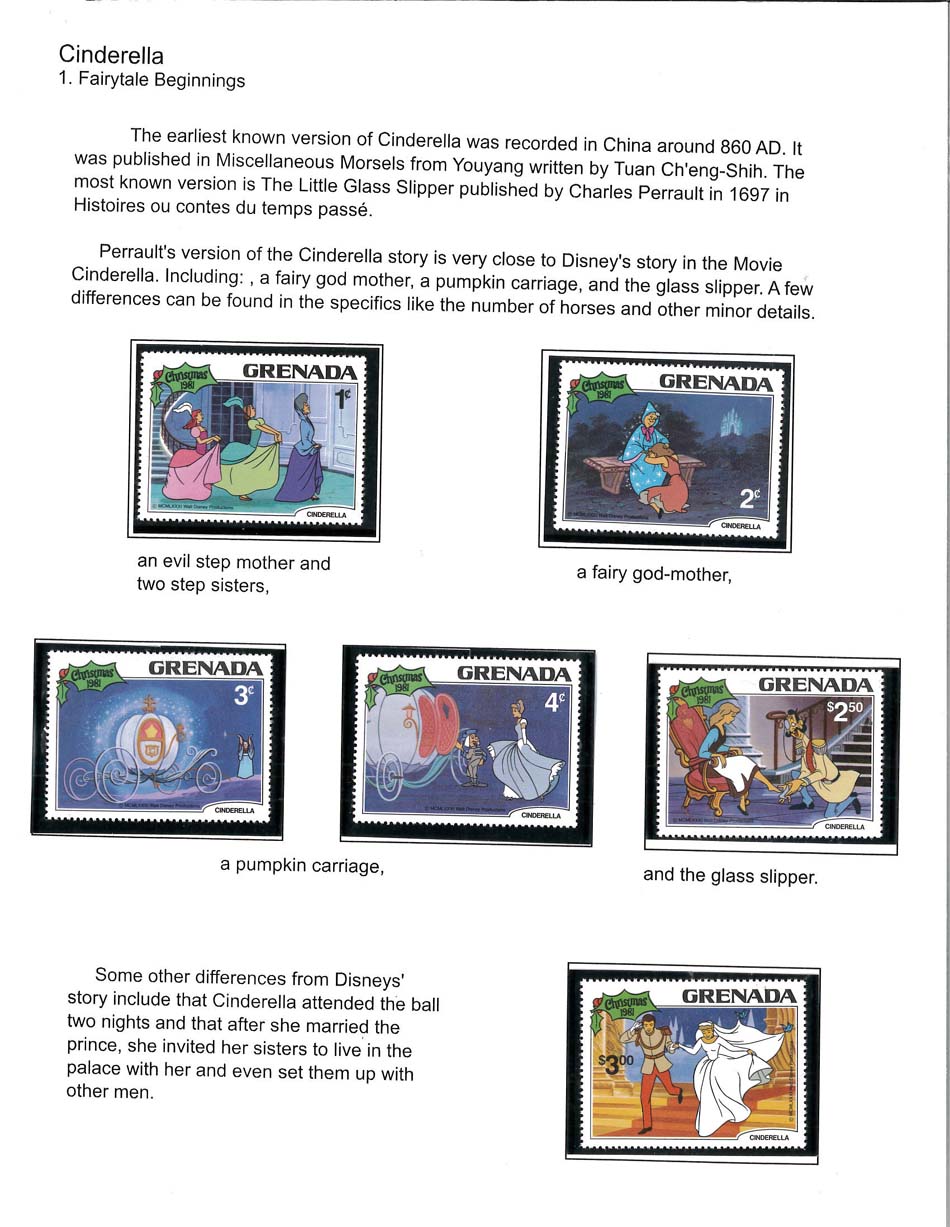 Cinderella
1. Fairytale Beginnings
The earliest known version of Cinderella was recorded in China around 860 AD. It
was published in Miscellaneous Morsels from Youyang written by Tuan Ch'eng-Shih. The
most known version is The Little Glass Slipper published by Charles Perrault in 1697 in
Histoires ou contes du temps passé.
Perrault's version of the Cinderella story is very close to Disney's story in the Movie
Cinderella. Including: , a fairy god mother, a pumpkin carriage, and the glass slipper. A few
differences can be found in the specifics like the number of horses and other minor details.
Christmas
1981
GRENADA
1¢
© MCMLXXXI Walt Disney Productions
CINDERELLA
Christmas
1981
GRENADA
2¢
© MCMLXXXI Walt Disney Productions
CINDERELLA
an evil step mother and
two step sisters,
a fairy god-mother,
Christmas
1981
GRENADA
3¢
© MCMLXXXI Walt Disney Productions
CINDERELLA
Christmas
1981
GRENADA
4¢
© MCMLXXXI Walt Disney Productions
CINDERELLA
Christmas
1981
GRENADA
$250
© MCMLXXXI Walt Disney Productions
CINDERELLA
a pumpkin carriage,
and the glass slipper.
Some other differences from Disneys'
story include that Cinderella attended the ball
two nights and that after she married the
prince, she invited her sisters to live in the
palace with her and even set them up with
other men.
Christmas
1981
GRENADA
$300
CINDERELLA